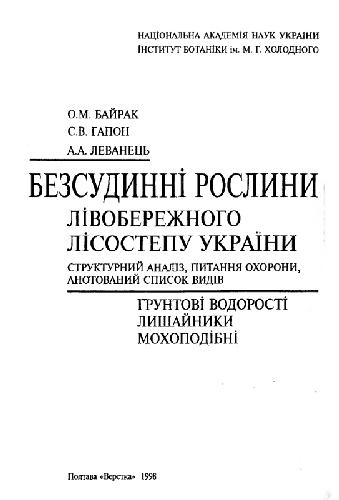 НАЦІОНАЛЬНА АКАДЕМІЯ НАУК УКРАЇНИ
ІНСТИТУТ БОТАНІКИ ім. М. Г. ХОЛОДНОГО
О.М. БАЙРАК
С.В. ГАПОН
А.А. ЛЕВАНЕЦЬ
БЕЗСУДИННІ РОСЛИНИ
ЛІВОБЕРЕЖНОГО
ЛІСОСТЕПУ УКРАЇНИ
СТРУКТУРНИЙ АНАЛІЗ, ПИТАННЯ ОХОРОНИ,
АНОТОВАНИЙ СПИСОК ВИДІВ
ГРУНТОВІ ВОДОРОСТІ
ЛИШАЙНИКИ
МОХОПОДІБНІ
Полтава «Верстка» 1998